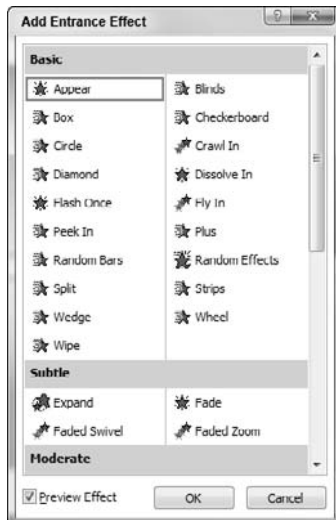 Add Entrance Effect
Basic
Appear Blinds
Box Checkerboard
Circle Crawl In
Diamond Dissolve In
Flash Once Fly In
Peek In Plus
Random Bars Random Effects
Split Strips
Wedge Wheel
Wipe
Subtle
Expand Fade
Faded Swivel Faded Zoom
Moderate
Preview Effect OK Cancel